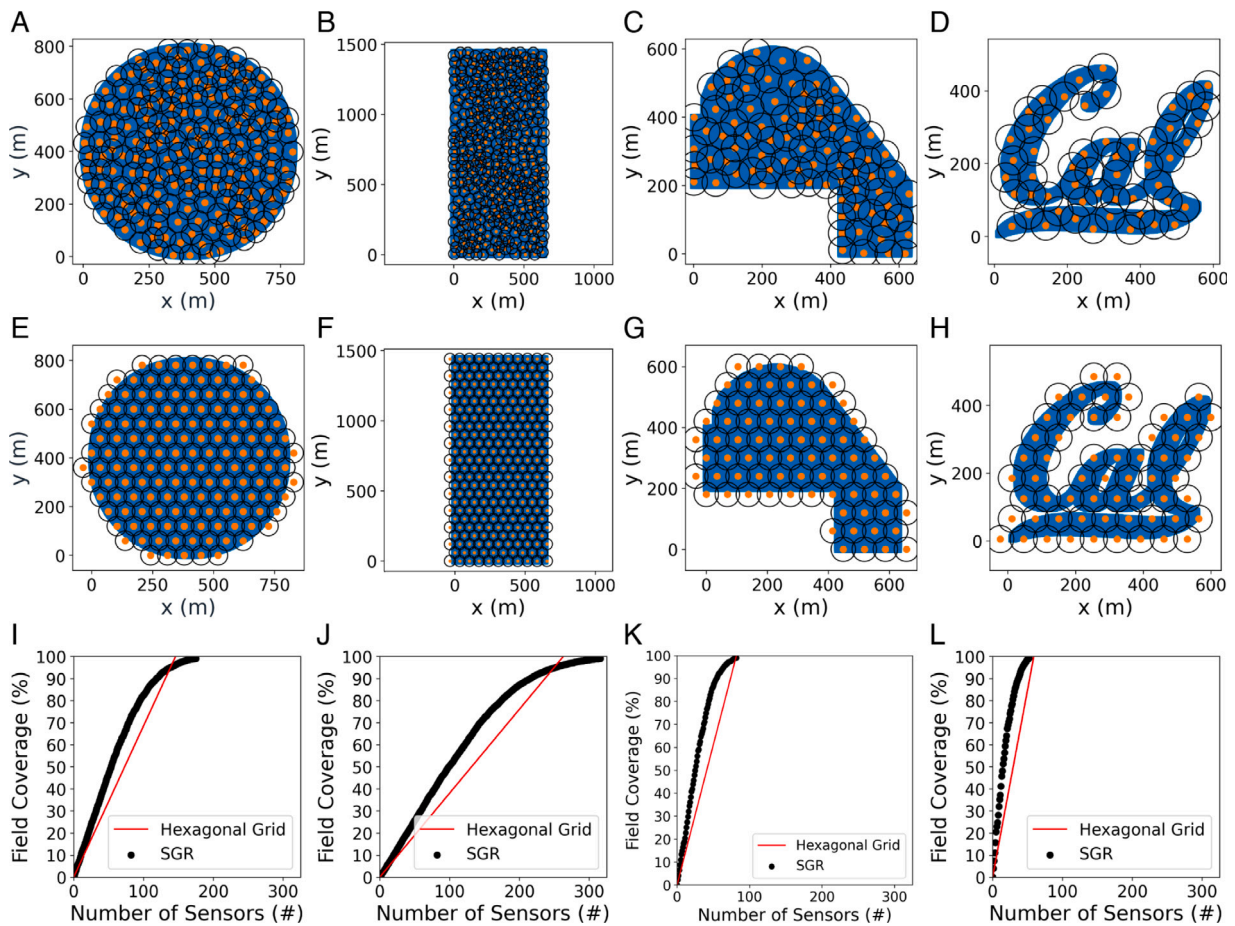 A B C D
800
600
400
200
0
y (m)
0 200 400 600 800
x (m)
1500
1000
500
0
y (m)
0 500 1000
x (m)
600
400
200
0
y (m)
0 200 400 600
x (m)
400
200
0
y (m)
0 200 400 600
x (m)
E F G H
800
600
400
200
0
y (m)
0 250 500 750
x (m)
1500
1000
500
0
y (m)
0 500 1000
x (m)
600
400
200
0
y (m)
0 200 400 600
x (m)
400
200
0
y (m)
0 200 400 600
x (m)
I J K L
100
90
80
70
60
50
40
30
20
10
0
Field Coverage (%)
Hexagonal Grid
SGR
0 100 200 300
Number of Sensors (#)
100
90
80
70
60
50
40
30
20
10
0
Field Coverage (%)
Hexagonal Grid
SGR
0 100 200 300
Number of Sensors (#)
100
90
80
70
60
50
40
30
20
10
0
Field Coverage (%)
Hexagonal Grid
SGR
0 100 200 300
Number of Sensors (#)
100
90
80
70
60
50
40
30
20
10
0
Field Coverage (%)
Hexagonal Grid
SGR
0 100 200 300
Number of Sensors (#)